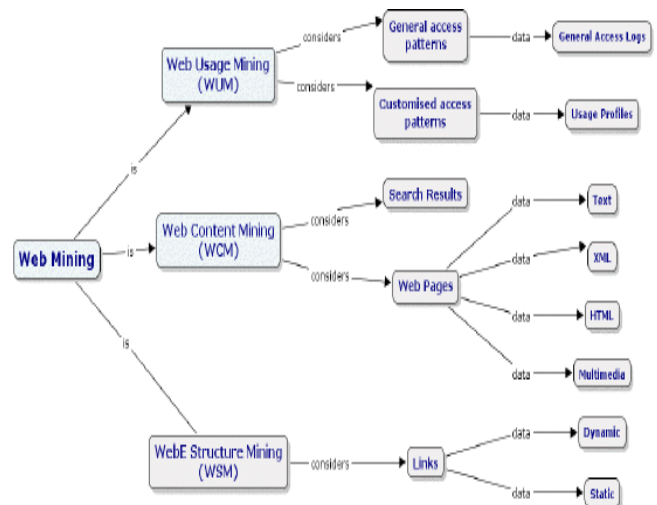 General access
patterns
considers
data
General Access Logs
Web Usage Mining
(WUM)
considers
Customised access
patterns
data
Usage Profiles
is
Search Results
data
Text
considers
Web Content Mining
(WCM)
data
XML
Web Mining
is
considers
Web Pages
data
HTML
is
data
Multimedia
data
Dynamic
WebE Structure Mining
(WSM)
considers
Links
data
Static